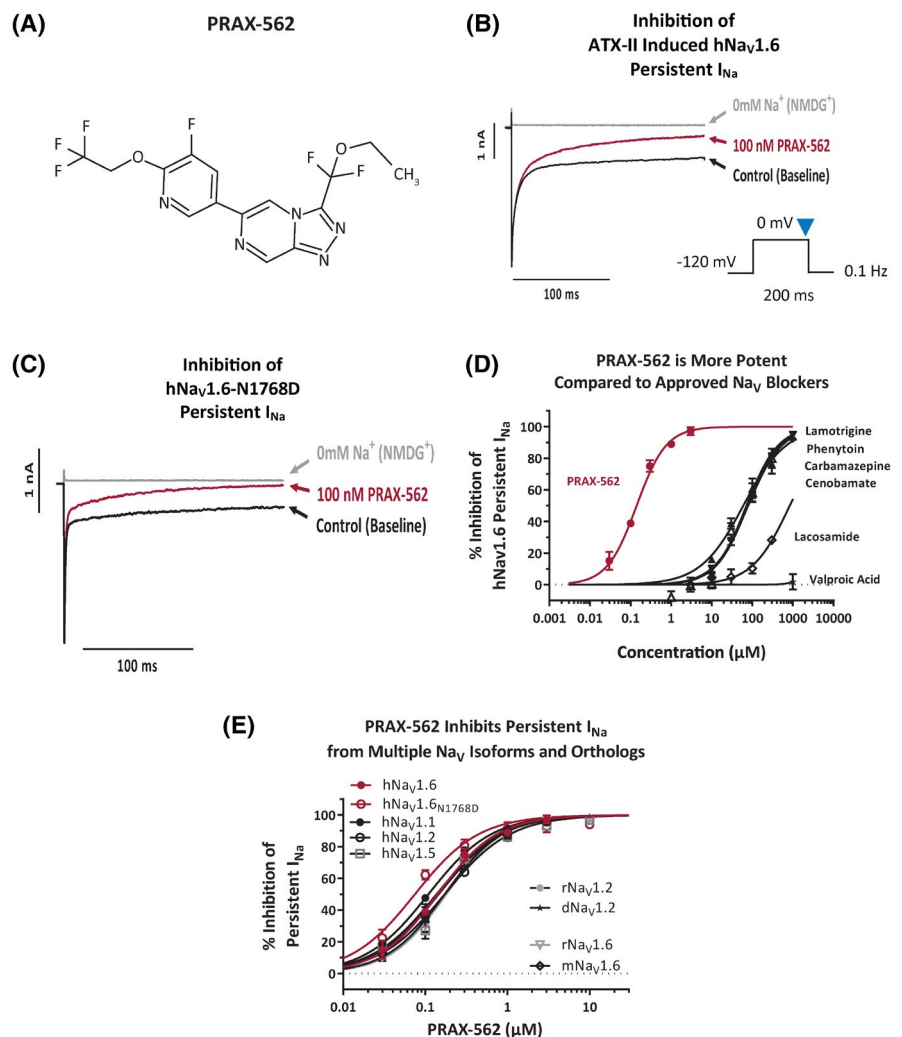 (A)
PRAX-562
F
F
F
F
O
N
N
N
N
N
N
F
F
O
CH3
(B)
Inhibition of
ATX-II Induced hNaV1.6
Persistent INa
1 nA
0mM Na+ (NMDG+)
100 nM PRAX-562
Control (Baseline)
100 ms
0 mV
-120 mV
0.1 Hz
200 ms
(C)
Inhibition of
hNaV1.6-N1768D
Persistent INa
1 nA
0mM Na+ (NMDG+)
100 nM PRAX-562
Control (Baseline)
100 ms
(D)
PRAX-562 is More Potent
Compared to Approved NaV Blockers
% Inhibition of
hNav1.6 Persistent INa
100
80
60
40
20
0
PRAX-562
Lamotrigine
Phenytoin
Carbamazepine
Cenobamate
Lacosamide
Valproic Acid
0.001 0.01 0.1 1 10 100 1000 10000
Concentration (µM)
(E)
PRAX-562 Inhibits Persistent INa
from Multiple NaV Isoforms and Orthologs
hNaV1.6
hNaV1.6N1768D
hNaV1.1
hNaV1.2
hNaV1.5
% Inhibition of
Persistent INa
100
80
60
40
20
0
rNaV1.2
dNaV1.2
rNaV1.6
mNaV1.6
0.01 0.1 1 10
PRAX-562 (µM)